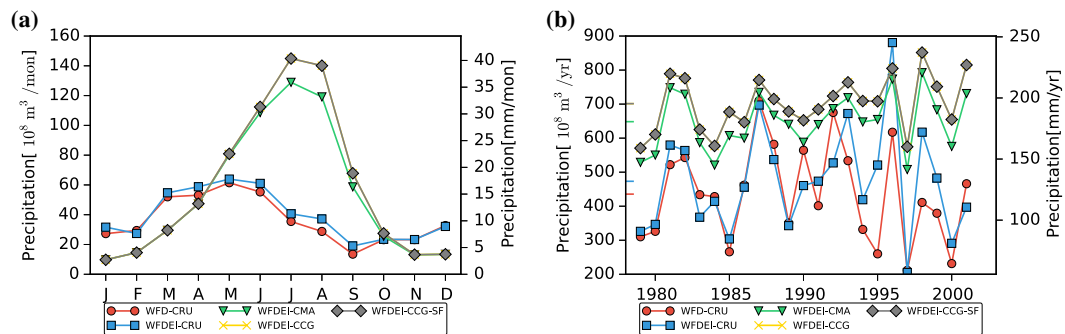 (a)
Precipitation[ 10⁸ m³ /mon]
160
140
120
100
80
60
40
20
0
J F M A M J J A S O N D
40
35
30
25
20
15
10
5
0
Precipitation[mm/mon]
WFD-CRU
WFDEI-CRU
WFDEI-CMA
WFDEI-CCG
WFDEI-CCG-SF
(b)
Precipitation[ 10⁸ m³ /yr]
900
800
700
600
500
400
300
200
1980 1985 1990 1995 2000
250
200
150
100
Precipitation[mm/yr]
WFD-CRU
WFDEI-CRU
WFDEI-CMA
WFDEI-CCG
WFDEI-CCG-SF